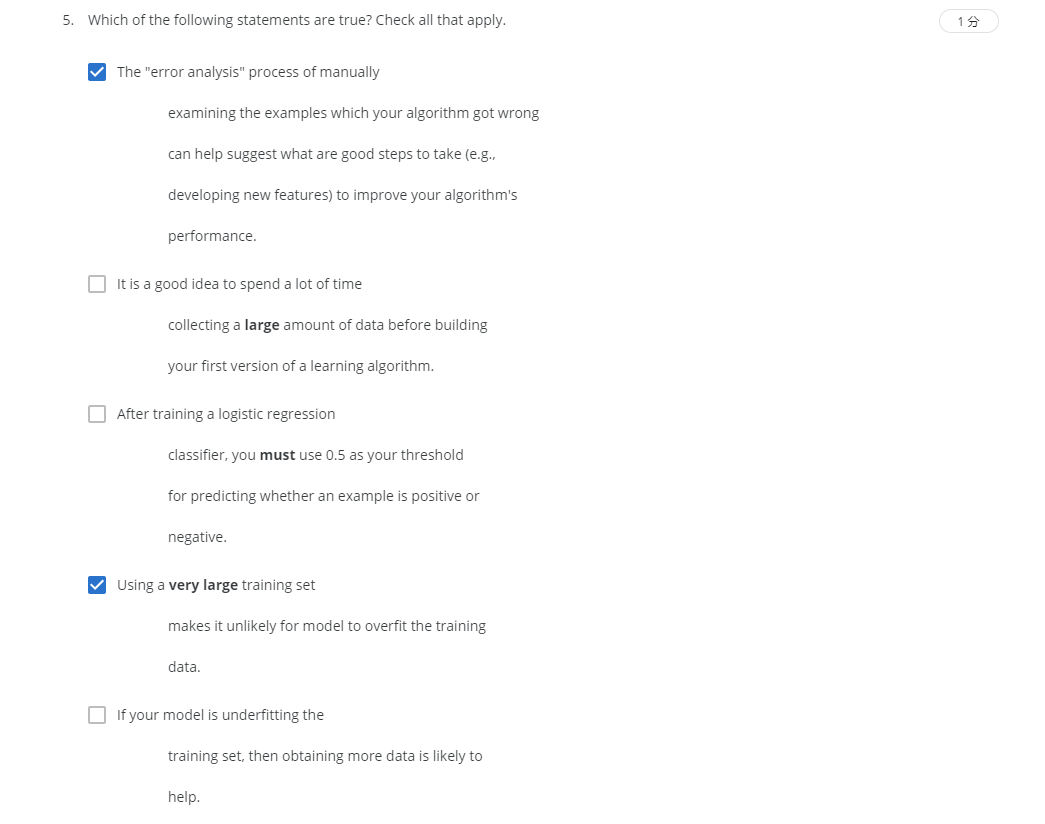 5. Which of the following statements are true? Check all that apply.
1 分
The "error analysis" process of manually
examining the examples which your algorithm got wrong
can help suggest what are good steps to take (e.g.,
developing new features) to improve your algorithm's
performance.
It is a good idea to spend a lot of time
collecting a large amount of data before building
your first version of a learning algorithm.
After training a logistic regression
classifier, you must use 0.5 as your threshold
for predicting whether an example is positive or
negative.
Using a very large training set
makes it unlikely for model to overfit the training
data.
If your model is underfitting the
training set, then obtaining more data is likely to
help.